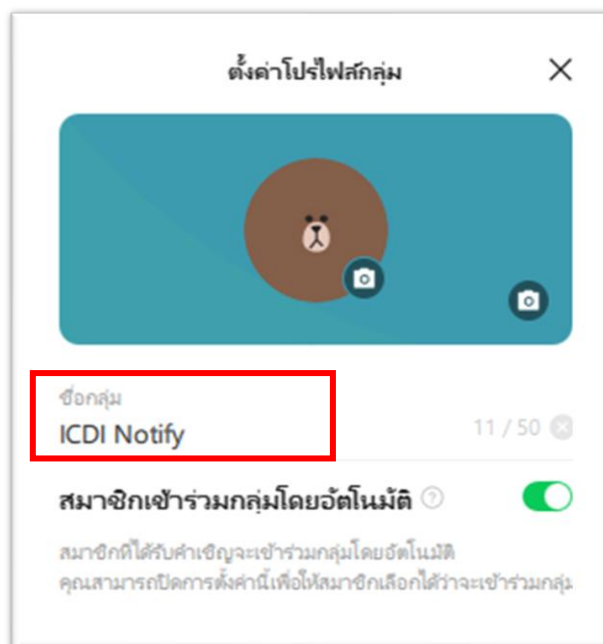 ตั้งค่าโปรไฟล์กลุ่ม
ชื่อกลุ่ม
ICDI Notify
11 / 50
สมาชิกเข้าร่วมกลุ่มโดยอัตโนมัติ ?
สมาชิกที่ได้รับคำเชิญจะเข้าร่วมกลุ่มโดยอัตโนมัติ
คุณสามารถปิดการตั้งค่านี้เพื่อให้สมาชิกเลือกได้ว่าจะเข้าร่วมกลุ่ม